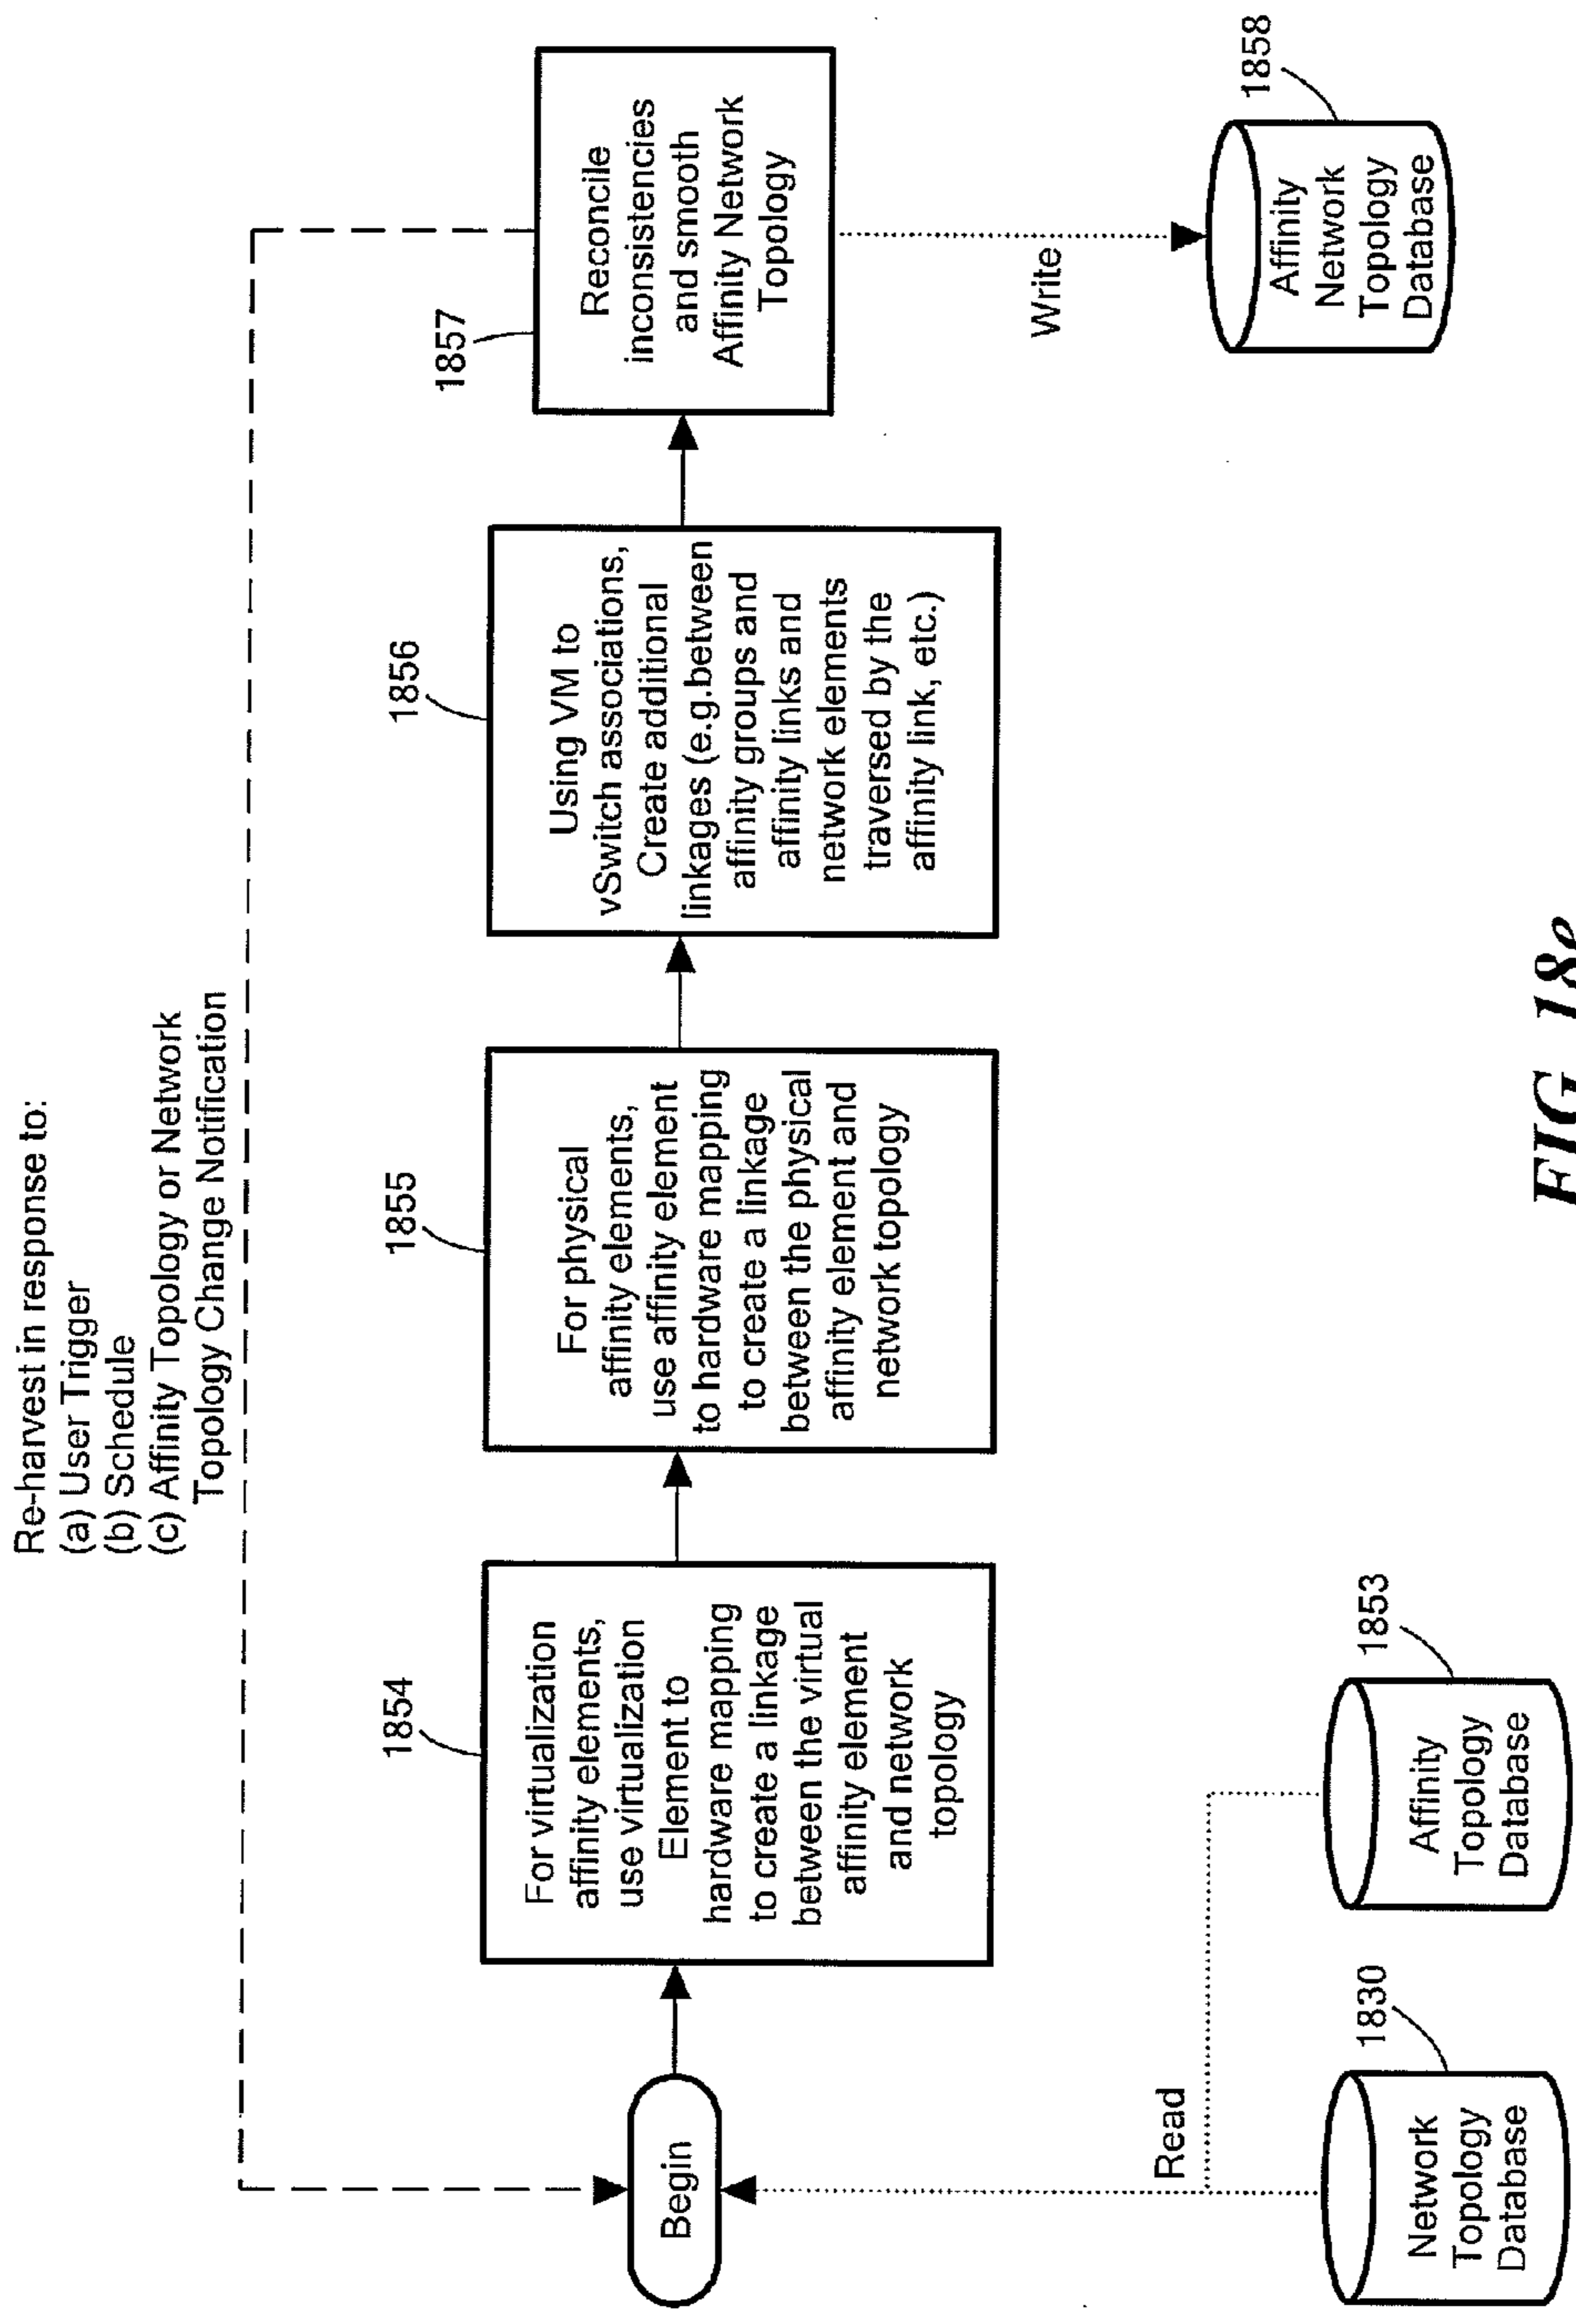 Re-harvest in response to:
(a) User Trigger
(b) Schedule
(c) Affinity Topology or Network
Topology Change Notification
Begin
1854
For virtualization
affinity elements,
use virtualization
Element to
hardware mapping
to create a linkage
between the virtual
affinity element
and network
topology
1855
For physical
affinity elements,
use affinity element
to hardware mapping
to create a linkage
between the physical
affinity element and
network topology
1856
Using VM to
vSwitch associations,
Create additional
linkages (e.g.between
affinity groups and
affinity links and
network elements
traversed by the
affinity link, etc.)
1857
Reconcile
inconsistencies
and smooth
Affinity Network
Topology
Read
Write
1830
Network
Topology
Database
1853
Affinity
Topology
Database
1858
Affinity
Network
Topology
Database
FIG. 18e